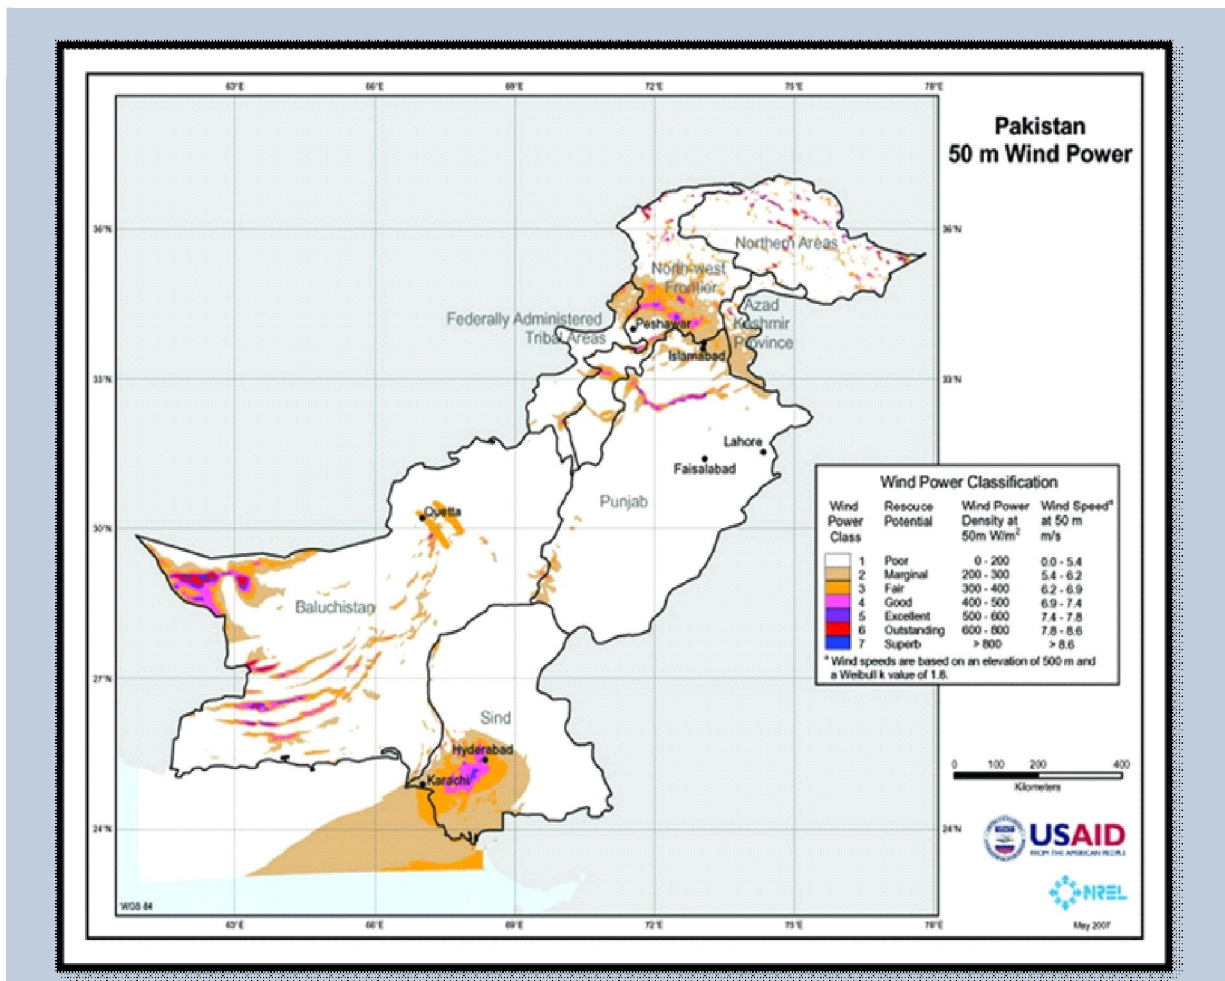 63°E 66°E 69°E 72°E 75°E 78°E
Pakistan
50 m Wind Power
36°N 36°N
Northern Areas
North-west
Frontier
Azad
Kashmir
Province
Federally Administered
Tribal Areas
Peshawar
Islamabad
33°N 33°N
Lahore
Faisalabad
Punjab
Quetta
30°N
Baluchistan
27°N
Sind
Hyderabad
Karachi
24°N 24°N
Wind Power Classification
Wind Power Class Resouce Potential Wind Power Density at 50m W/m² Wind Speedª at 50 m m/s
1 Poor 0 - 200 0.0 - 5.4
2 Marginal 200 - 300 5.4 - 6.2
3 Fair 300 - 400 6.2 - 6.9
4 Good 400 - 500 6.9 - 7.4
5 Excellent 500 - 600 7.4 - 7.8
6 Outstanding 600 - 800 7.8 - 8.6
7 Superb > 800 > 8.6
ª Wind speeds are based on an elevation of 500 m and
a Weibull k value of 1.8.
0 100 200 400
Kilometers
USAID
FROM THE AMERICAN PEOPLE
NREL
WGS 84
63°E 66°E 69°E 72°E 75°E 78°E
May 2007